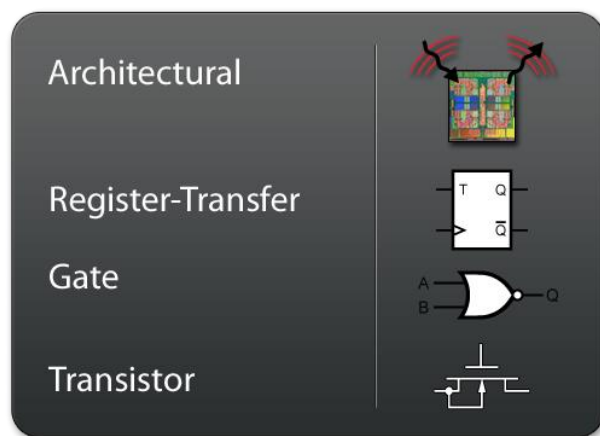 Architectural
Register-Transfer
T Q
Q̅
Gate
A
B
Q
Transistor